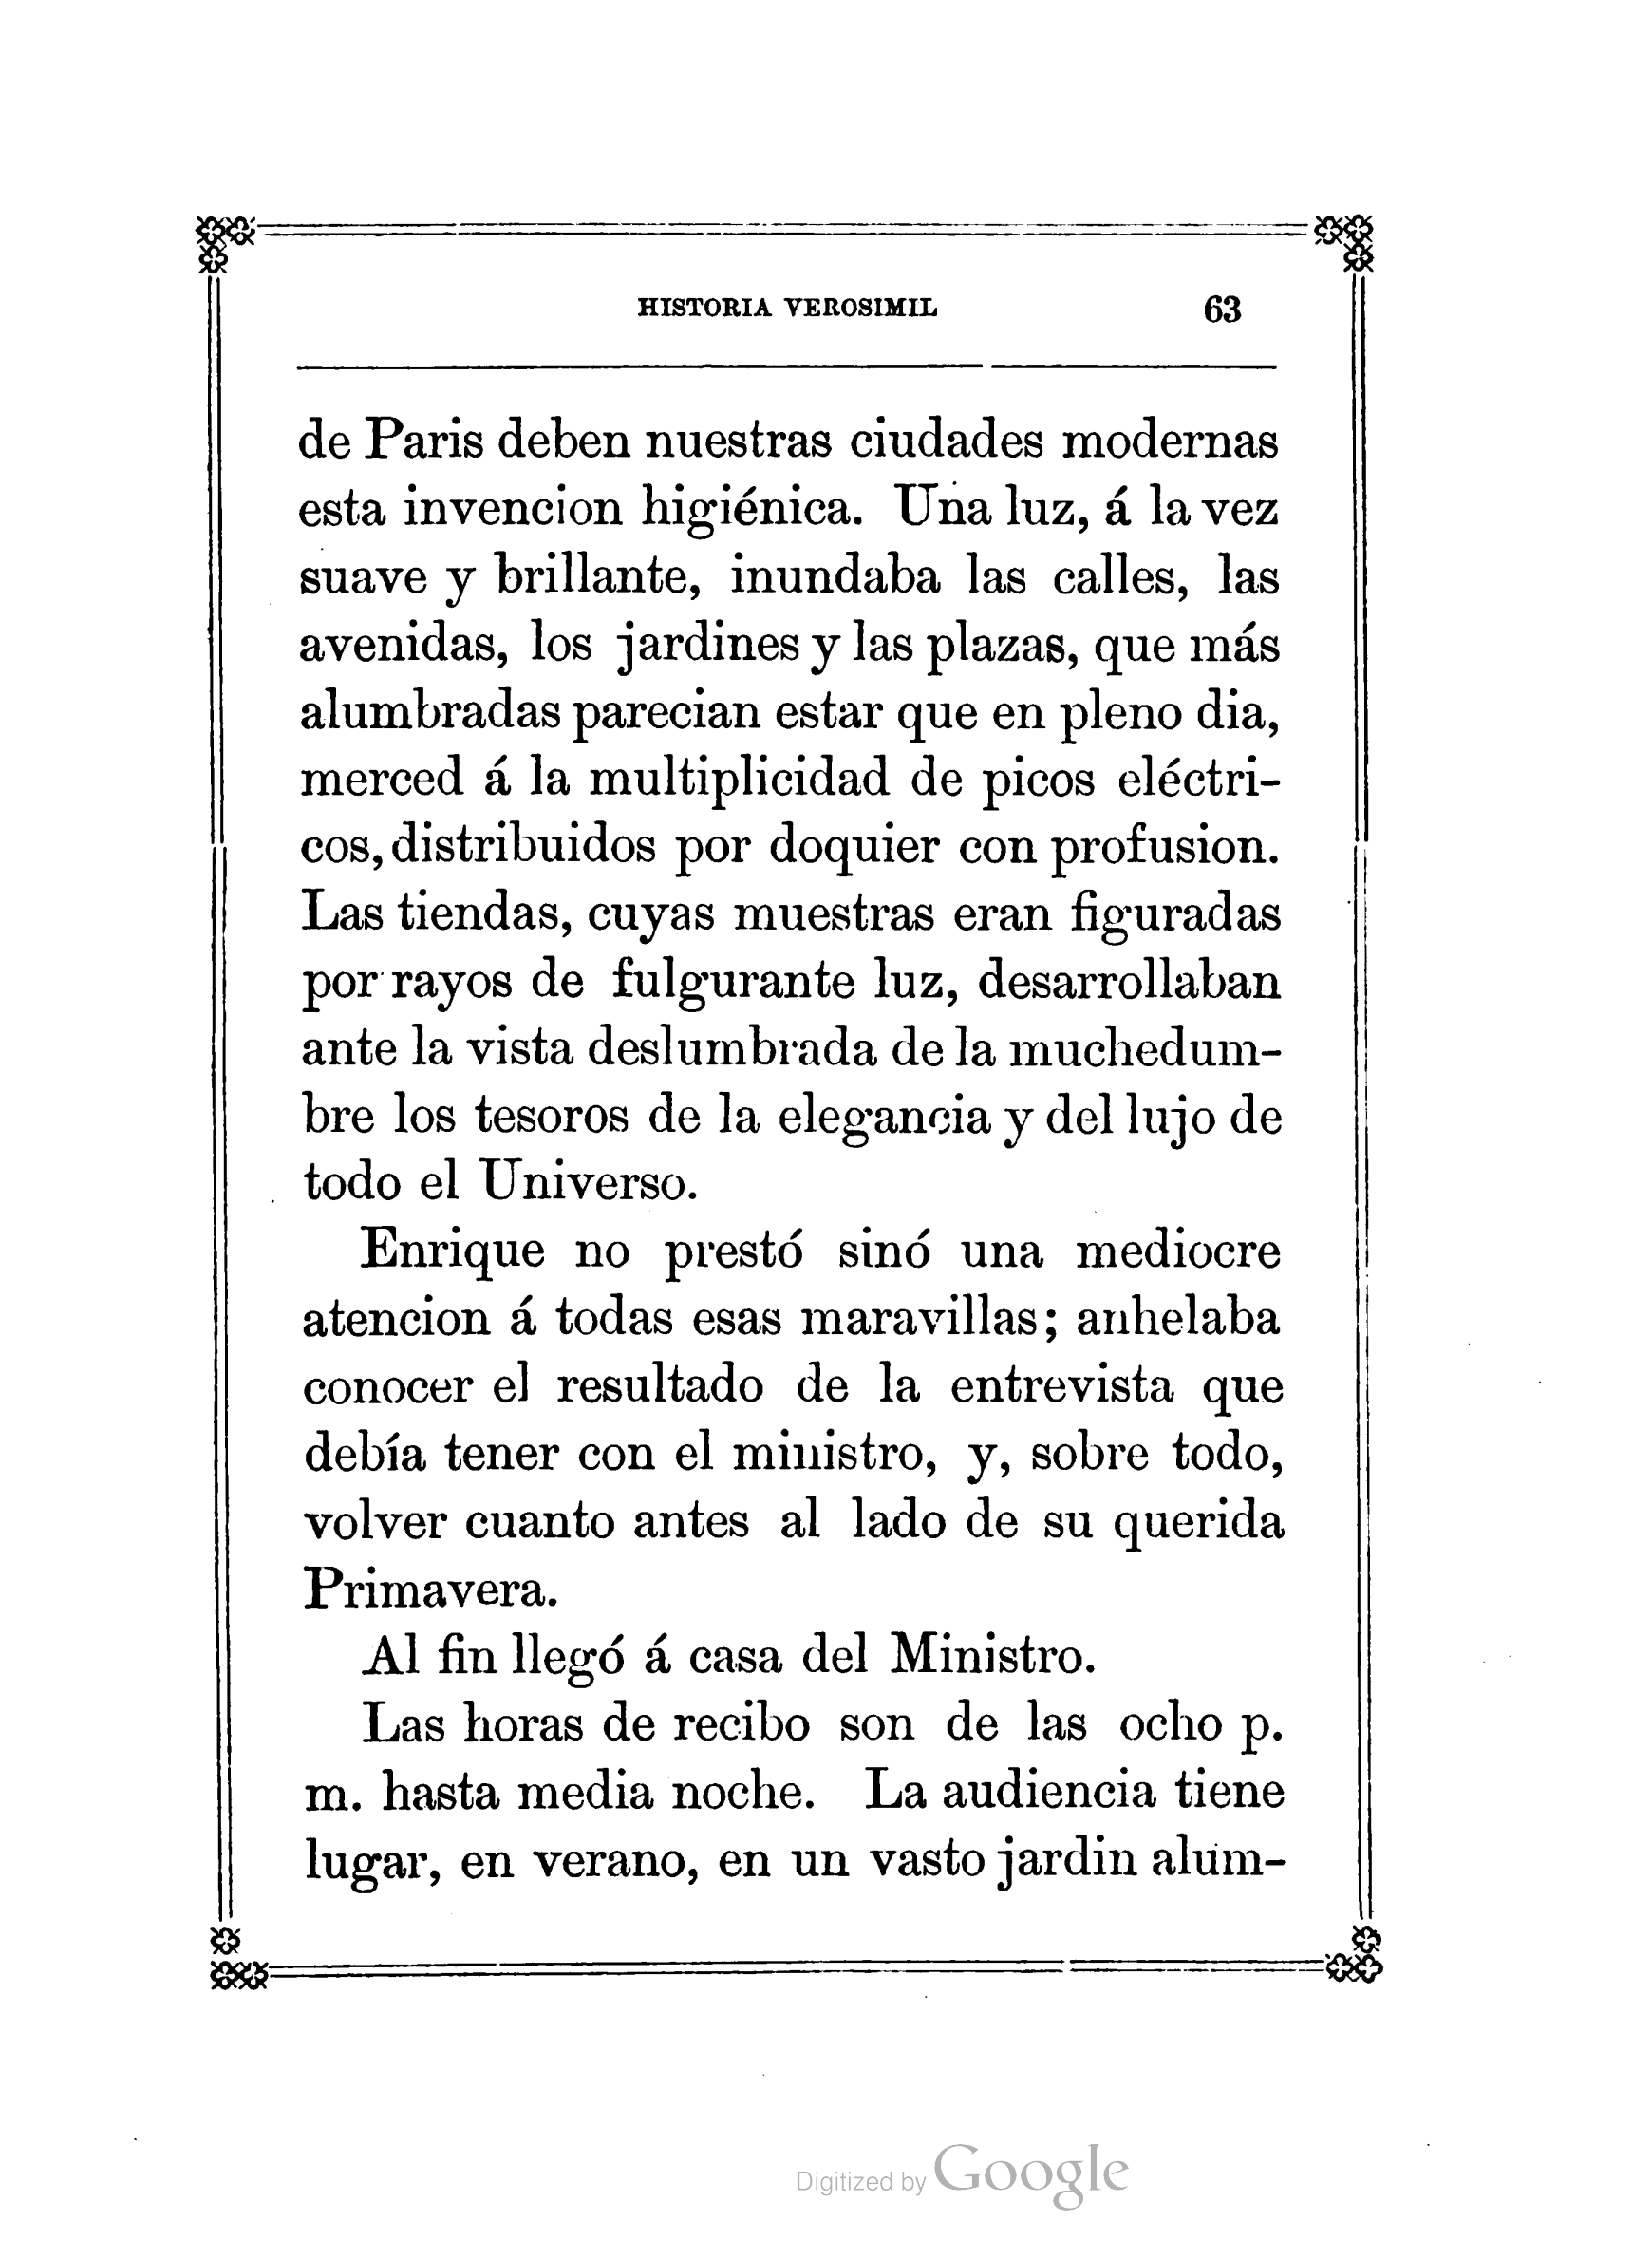 HISTORIA VEROSIMIL 63
de Paris deben nuestras ciudades modernas
esta invencion higiénica. Una luz, á la vez
suave y brillante, inundaba las calles, las
avenidas, los jardines y las plazas, que más
alumbradas parecian estar que en pleno dia,
merced á la multiplicidad de picos eléctri-
cos, distribuidos por doquier con profusion.
Las tiendas, cuyas muestras eran figuradas
por rayos de fulgurante luz, desarrollaban
ante la vista deslumbrada de la muchedum-
bre los tesoros de la elegancia y del lujo de
todo el Universo.
Enrique no prestó sinó una mediocre
atencion á todas esas maravillas; anhelaba
conocer el resultado de la entrevista que
debía tener con el ministro, y, sobre todo,
volver cuanto antes al lado de su querida
Primavera.
Al fin llegó á casa del Ministro.
Las horas de recibo son de las ocho p.
m. hasta media noche. La audiencia tiene
lugar, en verano, en un vasto jardin alum-
Digitized by Google